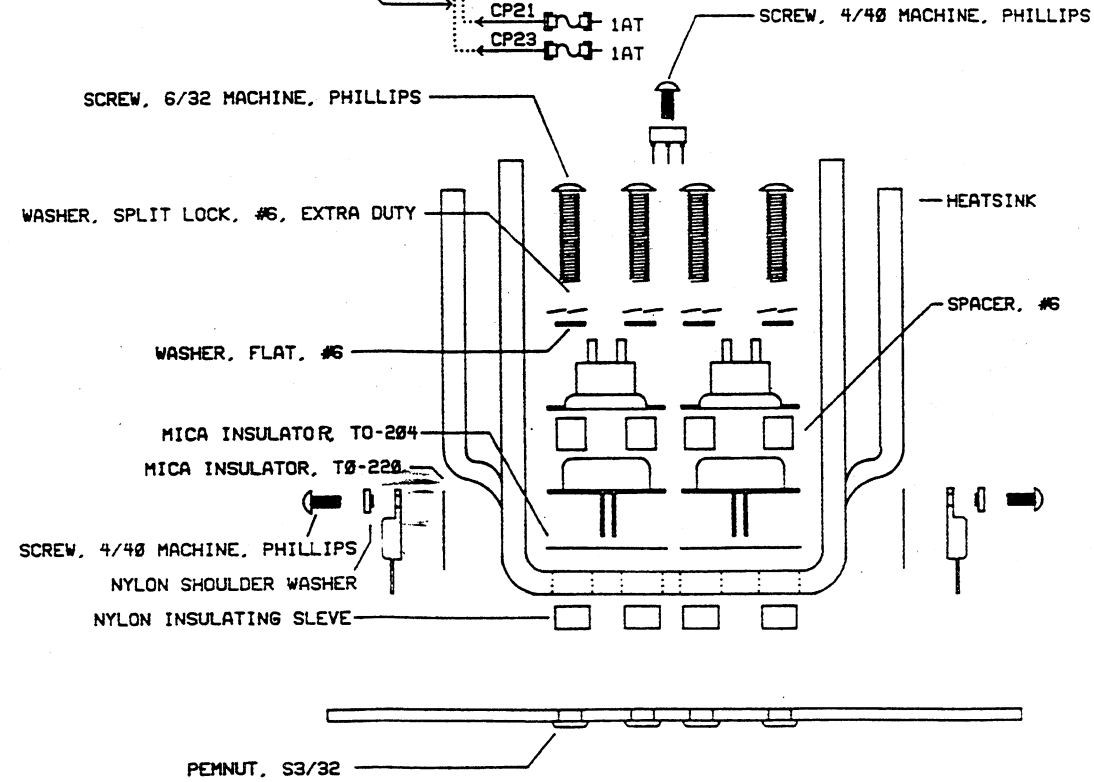 CP21
1AT
CP23
1AT
SCREW, 4/40 MACHINE, PHILLIPS
SCREW, 6/32 MACHINE, PHILLIPS
WASHER, SPLIT LOCK, #6, EXTRA DUTY
HEATSINK
SPACER, #6
WASHER, FLAT, #6
MICA INSULATOR TO-204
MICA INSULATOR, TO-220
SCREW, 4/40 MACHINE, PHILLIPS
NYLON SHOULDER WASHER
NYLON INSULATING SLEVE
PEMNUT, S3/32